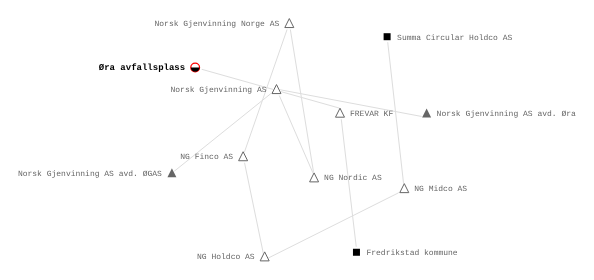 Norsk Gjenvinning Norge AS
Summa Circular Holdco AS
Øra avfallsplass
Norsk Gjenvinning AS
FREVAR KF
Norsk Gjenvinning AS avd. Øra
NG Finco AS
Norsk Gjenvinning AS avd. ØGAS
NG Nordic AS
NG Midco AS
NG Holdco AS
Fredrikstad kommune